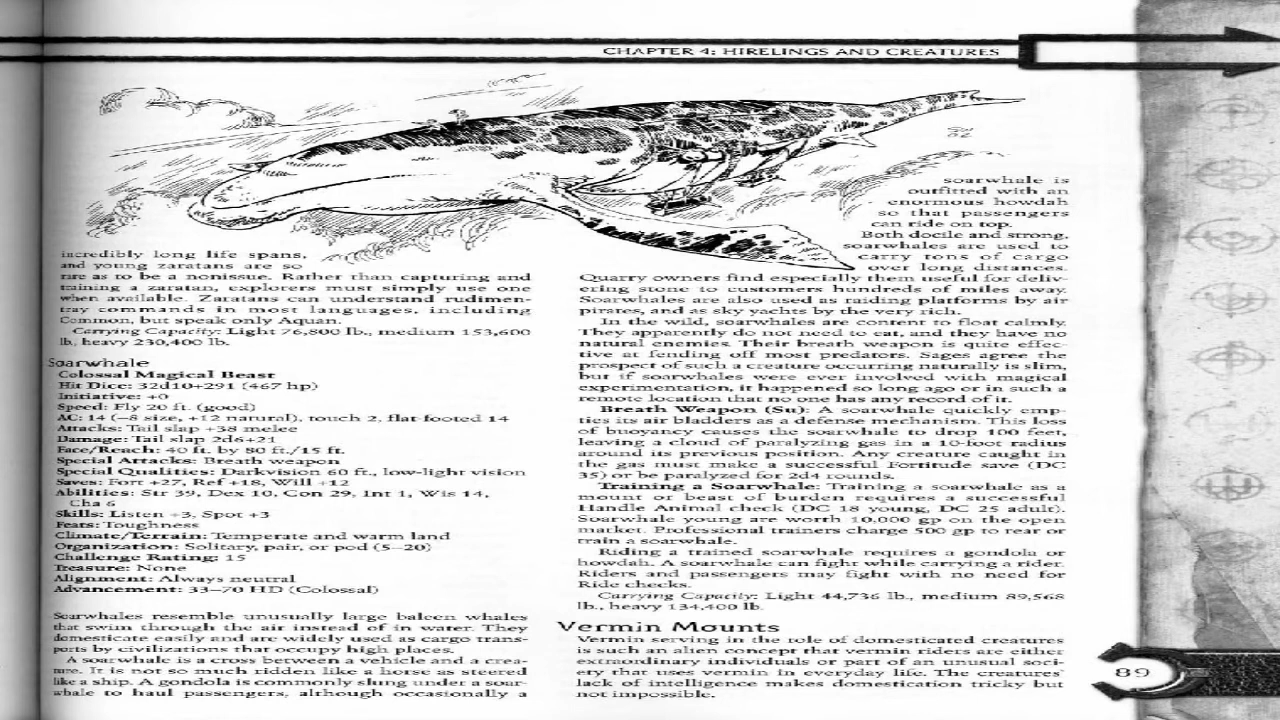 CHAPTER 4: HIRELINGS AND CREATURES
incredibly long life spans,
and young zaratans are so
rare as to be a nonissue. Rather than capturing and
training a zaratan, explorers must simply use one
when available. Zaratans can understand rudimen-
tray commands in most languages, including
Common, but speak only Aquan.
Carrying Capacity: Light 76,800 lb., medium 153,600
lb, heavy 230,400 lb.
Soarwhale
Colossal Magical Beast
Hit Dice: 32d10+291 (467 hp)
Initiative: +0
Speed: Fly 20 ft. (good)
AC: 14 (–8 size, +12 natural), touch 2, flat-footed 14
Attacks: Tail slap +38 melee
Damage: Tail slap 2d6+21
Face/Reach: 40 ft. by 80 ft./15 ft.
Special Attacks: Breath weapon
Special Qualities: Darkvision 60 ft., low-light vision
Saves: Fort +27, Ref +18, Will +12
Abilities: Str 39, Dex 10, Con 29, Int 1, Wis 14,
Cha 6
Skills: Listen +3, Spot +3
Feats: Toughness
Climate/Terrain: Temperate and warm land
Organization: Solitary, pair, or pod (5–20)
Challenge Rating: 15
Treasure: None
Alignment: Always neutral
Advancement: 33–70 HD (Colossal)
Soarwhales resemble unusually large baleen whales
that swim through the air instead of in water. They
domesticate easily and are widely used as cargo trans-
ports by civilizations that occupy high places.
A soarwhale is a cross between a vehicle and a crea-
ture. It is not so much ridden like a horse as steered
like a ship. A gondola is commonly slung under a soar-
whale to haul passengers, although occasionally a
soarwhale is
outfitted with an
enormous howdah
so that passengers
can ride on top.
Both docile and strong,
soarwhales are used to
carry tons of cargo
over long distances.
Quarry owners find especially them useful for deliv-
ering stone to customers hundreds of miles away.
Soarwhales are also used as raiding platforms by air
pirates, and as sky yachts by the very rich.
In the wild, soarwhales are content to float calmly.
They apparently do not need to eat, and they have no
natural enemies. Their breath weapon is quite effec-
tive at fending off most predators. Sages agree the
prospect of such a creature occurring naturally is slim,
but if soarwhales were ever involved with magical
experimentation, it happened so long ago or in such a
remote location that no one has any record of it.
Breath Weapon (Su): A soarwhale quickly emp-
ties its air bladders as a defense mechanism. This loss
of buoyancy causes the soarwhale to drop 100 feet,
leaving a cloud of paralyzing gas in a 10-foot radius
around its previous position. Any creature caught in
the gas must make a successful Fortitude save (DC
35) or be paralyzed for 2d4 rounds.
Training a Soarwhale: Training a soarwhale as a
mount or beast of burden requires a successful
Handle Animal check (DC 18 young, DC 25 adult).
Soarwhale young are worth 10,000 gp on the open
market. Professional trainers charge 500 gp to rear or
train a soarwhale.
Riding a trained soarwhale requires a gondola or
howdah. A soarwhale can fight while carrying a rider.
Riders and passengers may fight with no need for
Ride checks.
Carrying Capacity: Light 44,736 lb., medium 89,568
lb., heavy 134,400 lb.
Vermin Mounts
Vermin serving in the role of domesticated creatures
is such an alien concept that vermin riders are either
extraordinary individuals or part of an unusual soci-
ety that uses vermin in everyday life. The creatures'
lack of intelligence makes domestication tricky but
not impossible.
89